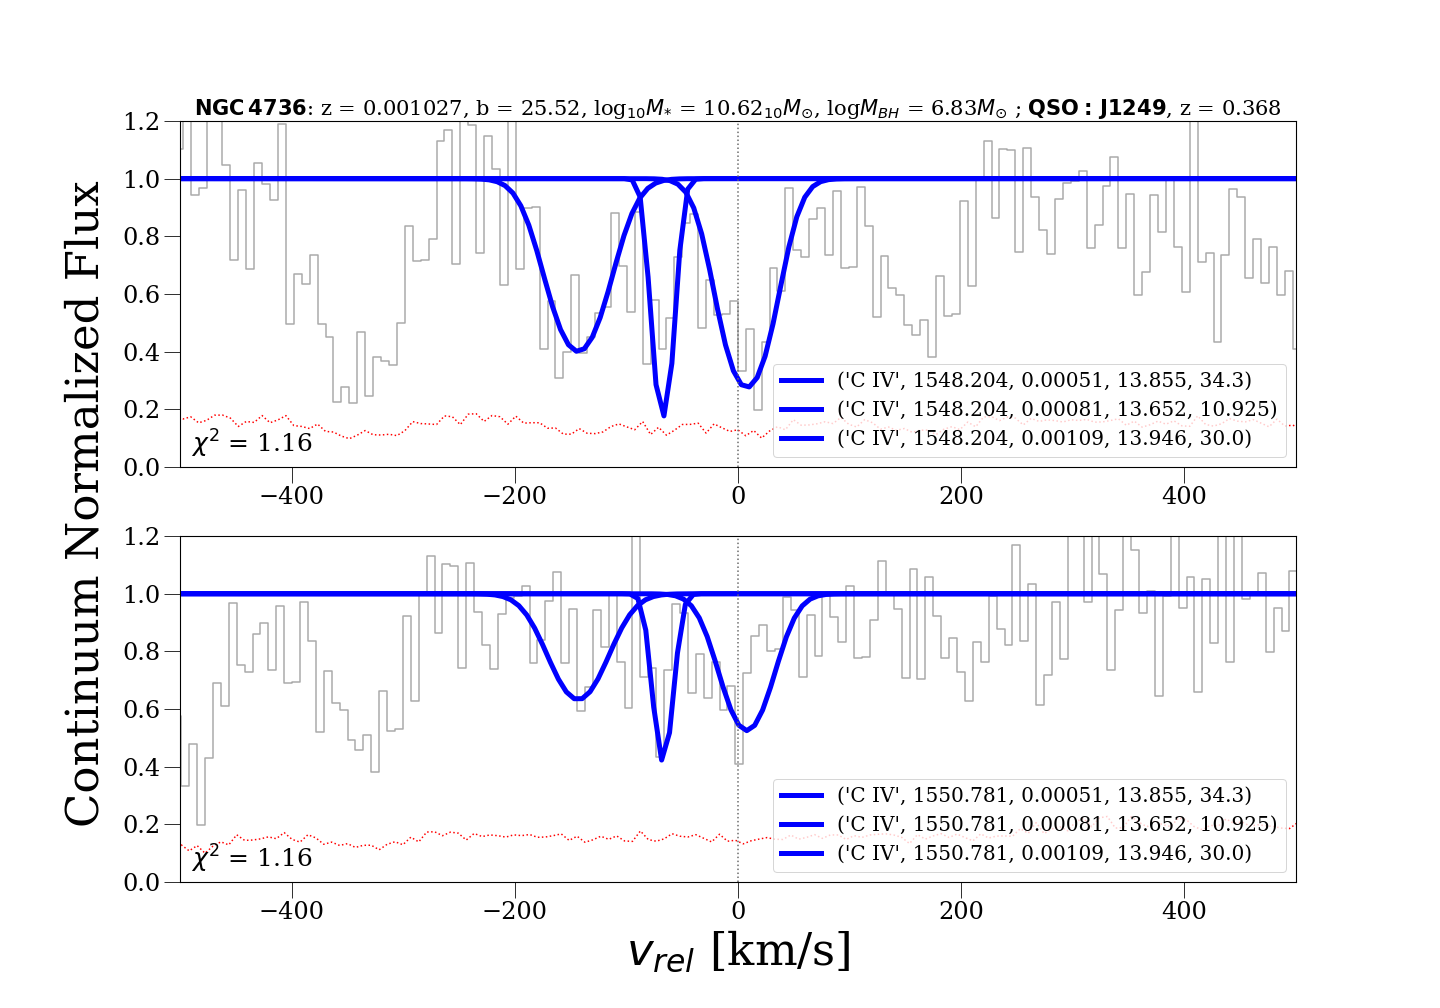 NGC 4736: z = 0.001027, b = 25.52, log₁₀M* = 10.62₁₀M⊙, logM_BH = 6.83M⊙ ; QSO : J1249, z = 0.368
Continuum Normalized Flux
1.2
1.0
0.8
0.6
0.4
0.2
0.0
χ² = 1.16
('C IV', 1548.204, 0.00051, 13.855, 34.3)
('C IV', 1548.204, 0.00081, 13.652, 10.925)
('C IV', 1548.204, 0.00109, 13.946, 30.0)
−400 −200 0 200 400
1.2
1.0
0.8
0.6
0.4
0.2
0.0
χ² = 1.16
('C IV', 1550.781, 0.00051, 13.855, 34.3)
('C IV', 1550.781, 0.00081, 13.652, 10.925)
('C IV', 1550.781, 0.00109, 13.946, 30.0)
−400 −200 0 200 400
v_rel [km/s]